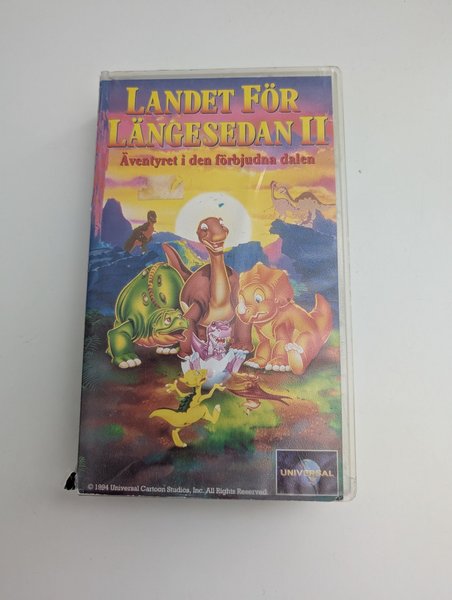 LANDET FÖR
LÄNGESEDAN II
Äventyret i den förbjudna dalen
UNIVERSAL
© 1994 Universal Cartoon Studios, Inc. All Rights Reserved.